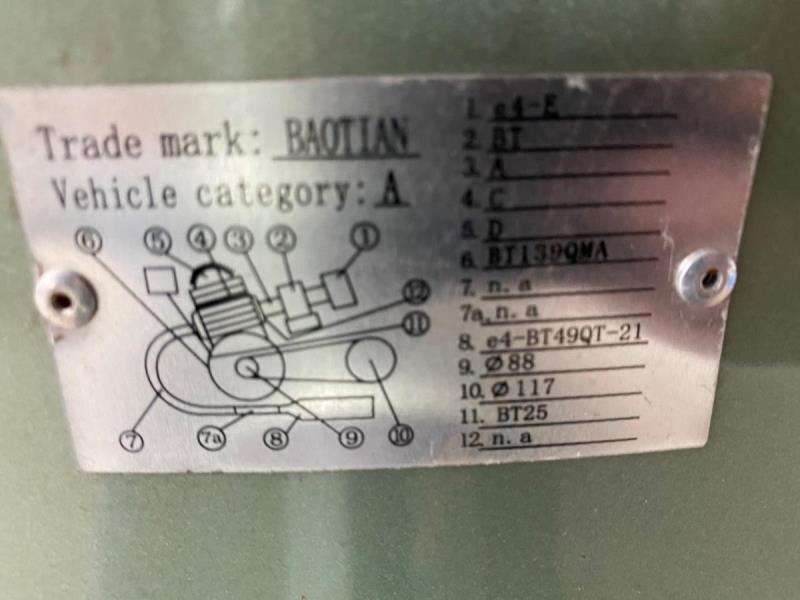 Trade mark: BAOTIAN
Vehicle category: A
⑥ ⑤ ④ ③ ② ①
⑫
⑪
⑦ 7a ⑧ ⑨ ⑩
1. e4-E
2. BT
3. A
4. C
5. D
6. BT139QMA
7. n. a
7a. n. a
8. e4-BT49QT-21
9. Ø88
10. Ø117
11. BT25
12. n. a